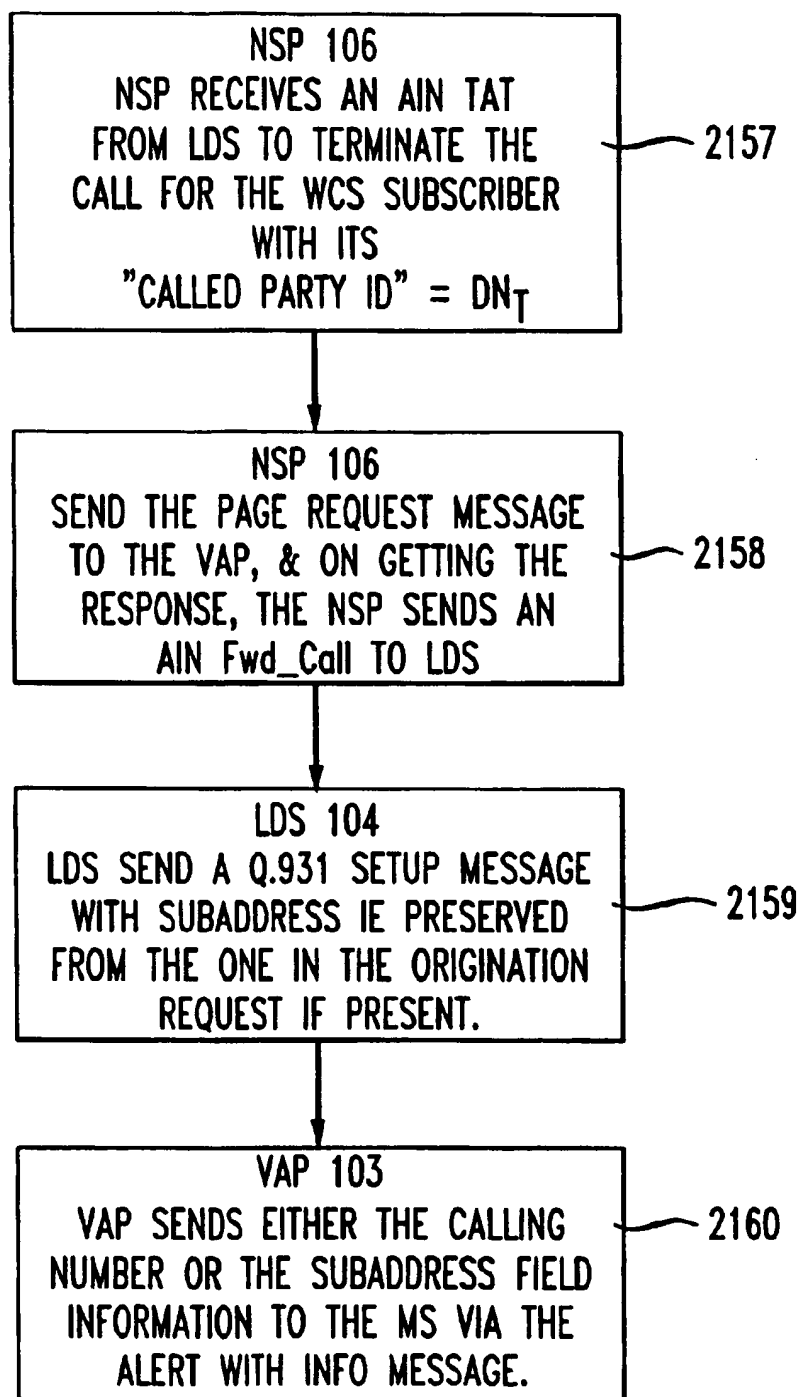 NSP 106
NSP RECEIVES AN AIN TAT
FROM LDS TO TERMINATE THE
CALL FOR THE WCS SUBSCRIBER
WITH ITS
"CALLED PARTY ID" = DNT
2157
NSP 106
SEND THE PAGE REQUEST MESSAGE
TO THE VAP, & ON GETTING THE
RESPONSE, THE NSP SENDS AN
AIN Fwd_Call TO LDS
2158
LDS 104
LDS SEND A Q.931 SETUP MESSAGE
WITH SUBADDRESS IE PRESERVED
FROM THE ONE IN THE ORIGINATION
REQUEST IF PRESENT.
2159
VAP 103
VAP SENDS EITHER THE CALLING
NUMBER OR THE SUBADDRESS FIELD
INFORMATION TO THE MS VIA THE
ALERT WITH INFO MESSAGE.
2160